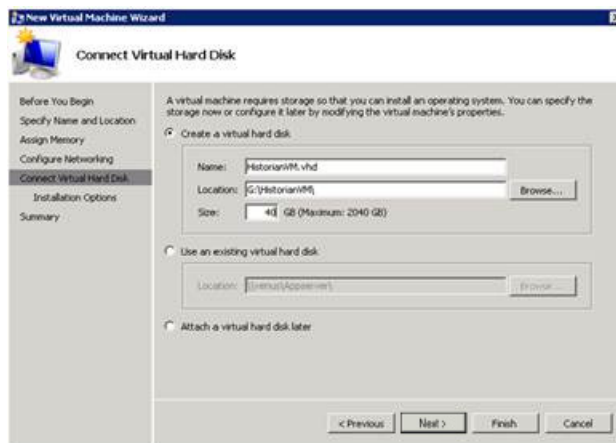 New Virtual Machine Wizard
Connect Virtual Hard Disk
Before You Begin
Specify Name and Location
Assign Memory
Configure Networking
Connect Virtual Hard Disk
Installation Options
Summary
A virtual machine requires storage so that you can install an operating system. You can specify the
storage now or configure it later by modifying the virtual machine's properties.
Create a virtual hard disk
Name: HistorianVM.vhd
Location: G:\HistorianVM\ Browse...
Size: 40 GB (Maximum: 2040 GB)
Use an existing virtual hard disk
Location: \\venus\Appserver\ Browse...
Attach a virtual hard disk later
< Previous Next > Finish Cancel